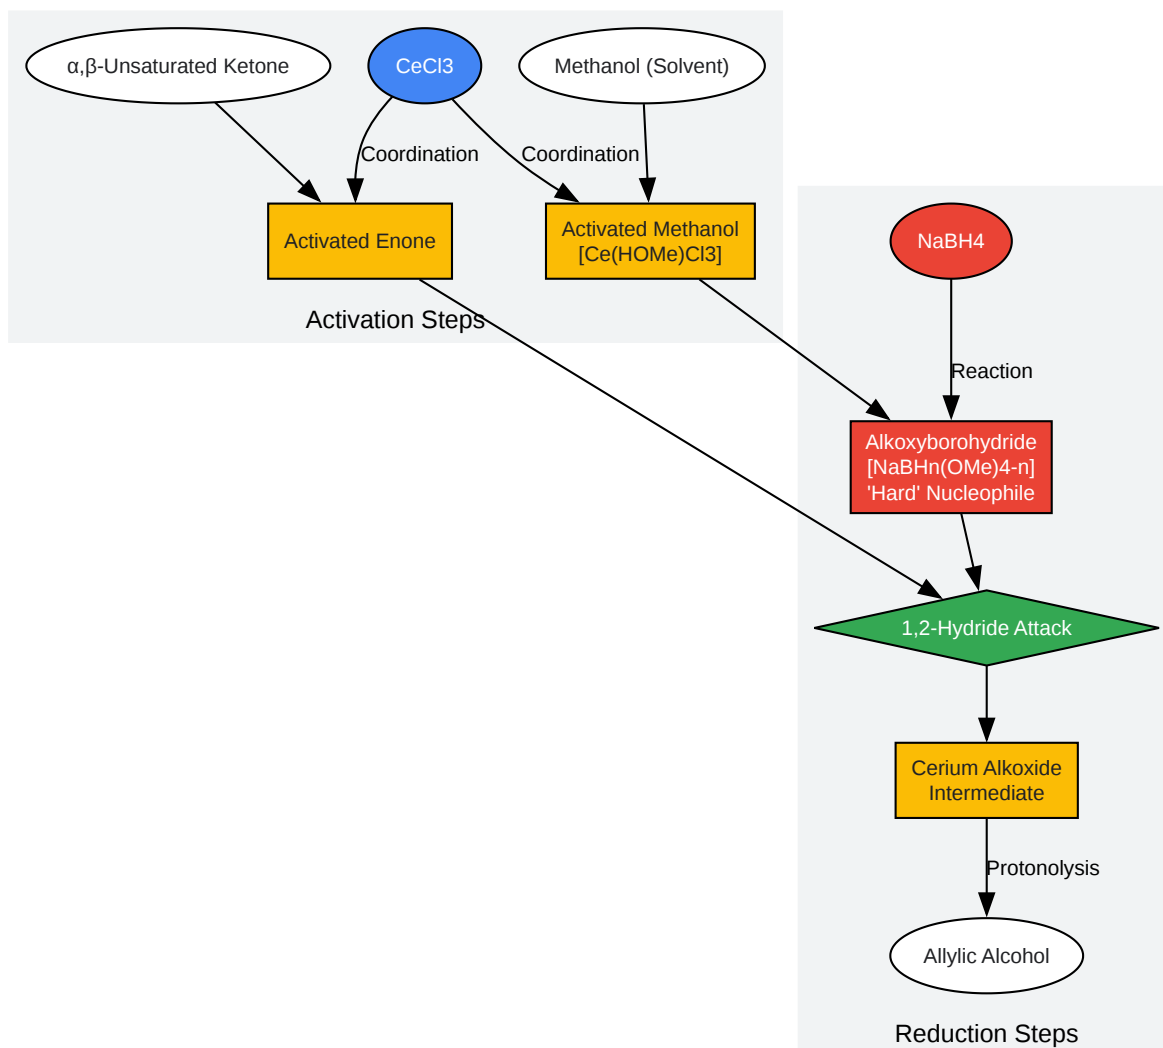 α,β-Unsaturated Ketone
CeCl3
Methanol (Solvent)
Coordination
Coordination
Activated Enone
Activated Methanol
[Ce(HOMe)Cl3]
NaBH4
Activation Steps
Reaction
Alkoxyborohydride
[NaBHn(OMe)4-n]
'Hard' Nucleophile
1,2-Hydride Attack
Cerium Alkoxide
Intermediate
Protonolysis
Allylic Alcohol
Reduction Steps